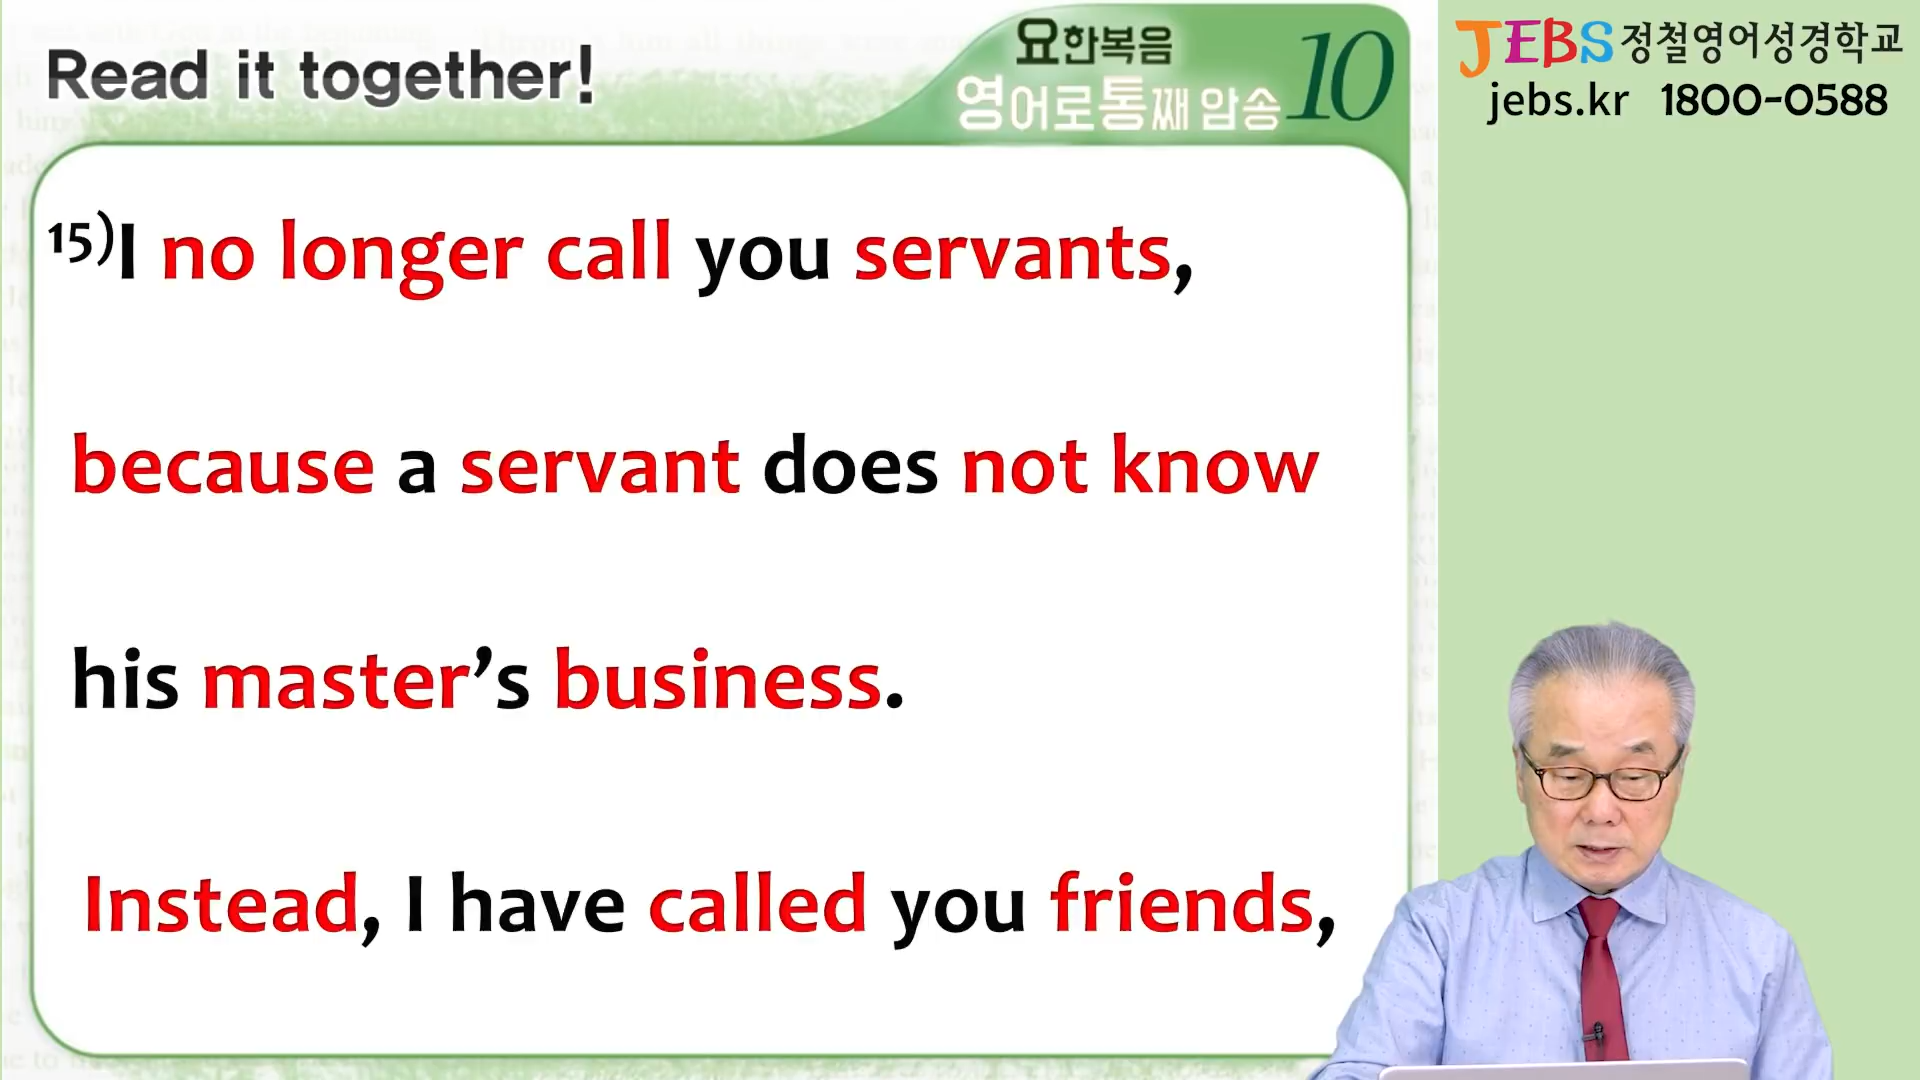 Read it together!
요한복음
영어로통째암송 10
JEBS 정철영어성경학교
jebs.kr 1800-0588
15)I no longer call you servants,
because a servant does not know
his master’s business.
Instead, I have called you friends,